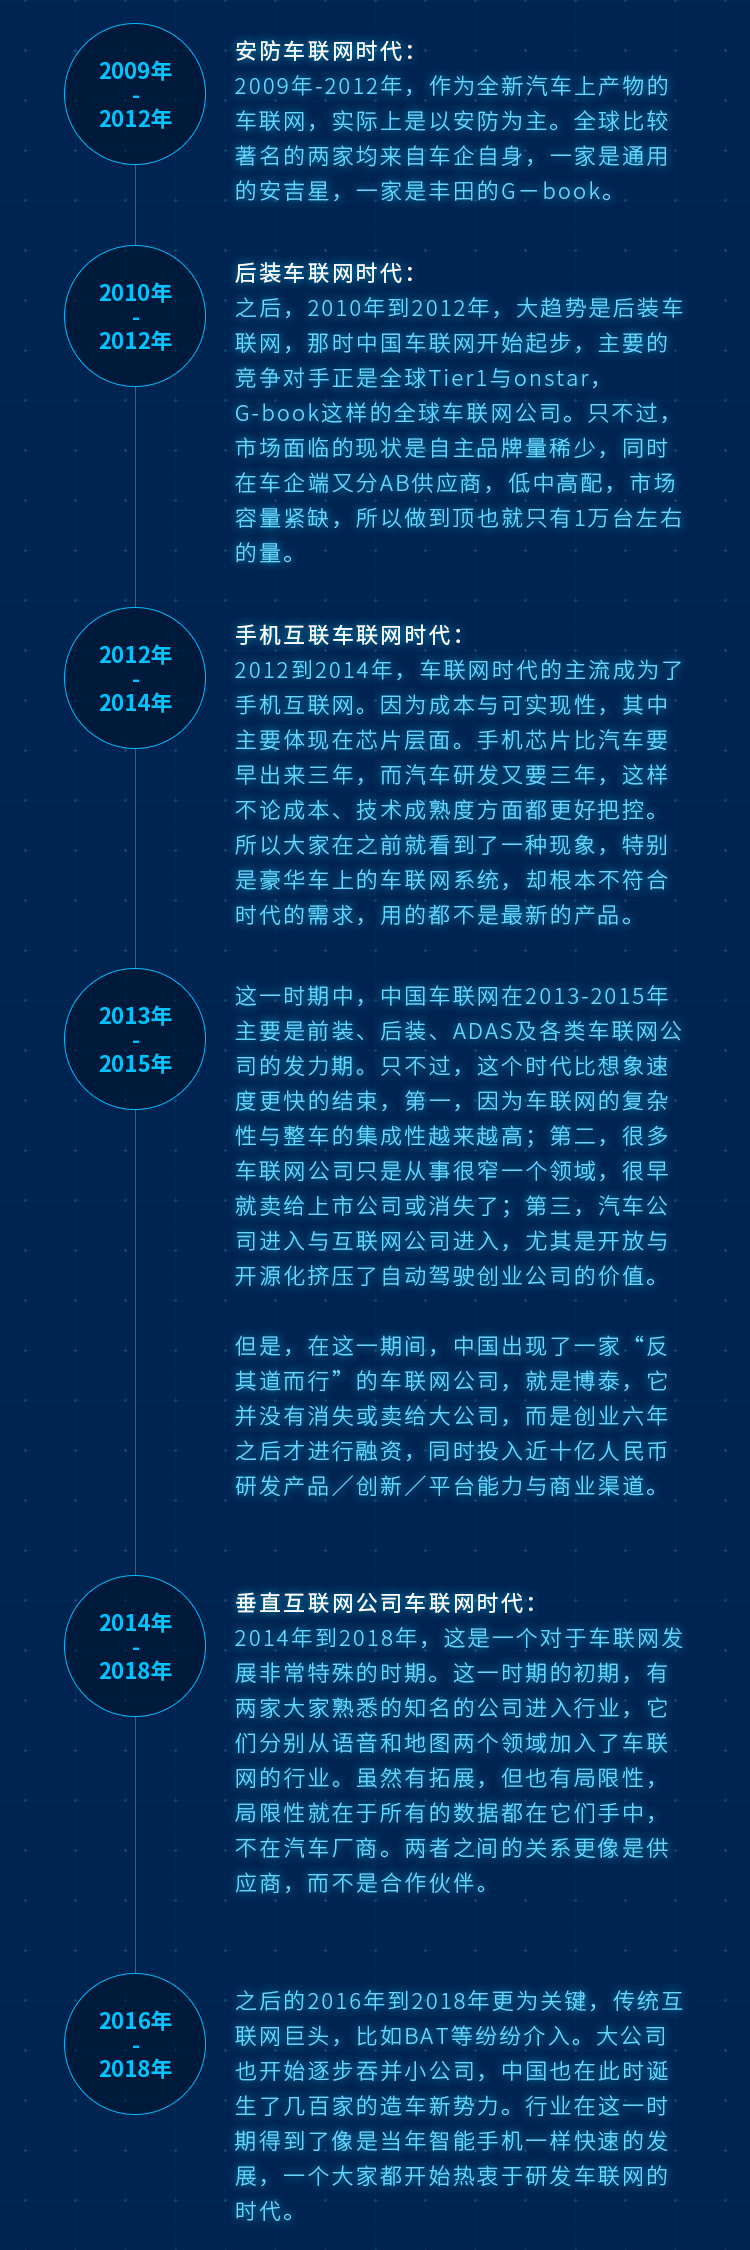 2009年
-
2012年
安防车联网时代：
2009年-2012年，作为全新汽车上产物的
车联网，实际上是以安防为主。全球比较
著名的两家均来自车企自身，一家是通用
的安吉星，一家是丰田的G－book。
2010年
-
2012年
后装车联网时代：
之后，2010年到2012年，大趋势是后装车
联网，那时中国车联网开始起步，主要的
竞争对手正是全球Tier1与onstar，
G-book这样的全球车联网公司。只不过，
市场面临的现状是自主品牌量稀少，同时
在车企端又分AB供应商，低中高配，市场
容量紧缺，所以做到顶也就只有1万台左右
的量。
2012年
-
2014年
手机互联车联网时代：
2012到2014年，车联网时代的主流成为了
手机互联网。因为成本与可实现性，其中
主要体现在芯片层面。手机芯片比汽车要
早出来三年，而汽车研发又要三年，这样
不论成本、技术成熟度方面都更好把控。
所以大家在之前就看到了一种现象，特别
是豪华车上的车联网系统，却根本不符合
时代的需求，用的都不是最新的产品。
2013年
-
2015年
这一时期中，中国车联网在2013-2015年
主要是前装、后装、ADAS及各类车联网公
司的发力期。只不过，这个时代比想象速
度更快的结束，第一，因为车联网的复杂
性与整车的集成性越来越高；第二，很多
车联网公司只是从事很窄一个领域，很早
就卖给上市公司或消失了；第三，汽车公
司进入与互联网公司进入，尤其是开放与
开源化挤压了自动驾驶创业公司的价值。
但是，在这一期间，中国出现了一家“反
其道而行”的车联网公司，就是博泰，它
并没有消失或卖给大公司，而是创业六年
之后才进行融资，同时投入近十亿人民币
研发产品／创新／平台能力与商业渠道。
2014年
-
2018年
垂直互联网公司车联网时代：
2014年到2018年，这是一个对于车联网发
展非常特殊的时期。这一时期的初期，有
两家大家熟悉的知名的公司进入行业，它
们分别从语音和地图两个领域加入了车联
网的行业。虽然有拓展，但也有局限性，
局限性就在于所有的数据都在它们手中，
不在汽车厂商。两者之间的关系更像是供
应商，而不是合作伙伴。
2016年
-
2018年
之后的2016年到2018年更为关键，传统互
联网巨头，比如BAT等纷纷介入。大公司
也开始逐步吞并小公司，中国也在此时诞
生了几百家的造车新势力。行业在这一时
期得到了像是当年智能手机一样快速的发
展，一个大家都开始热衷于研发车联网的
时代。